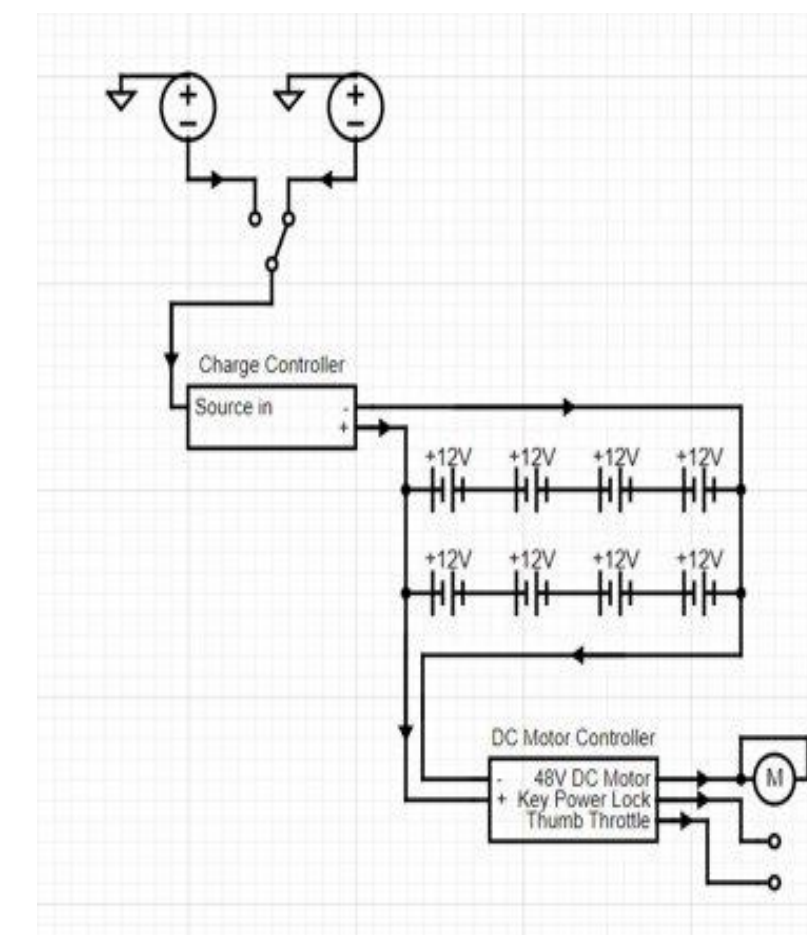 Charge Controller
Source in -
+
+12V +12V +12V +12V
+12V +12V +12V +12V
DC Motor Controller
- 48V DC Motor
+ Key Power Lock
Thumb Throttle
M